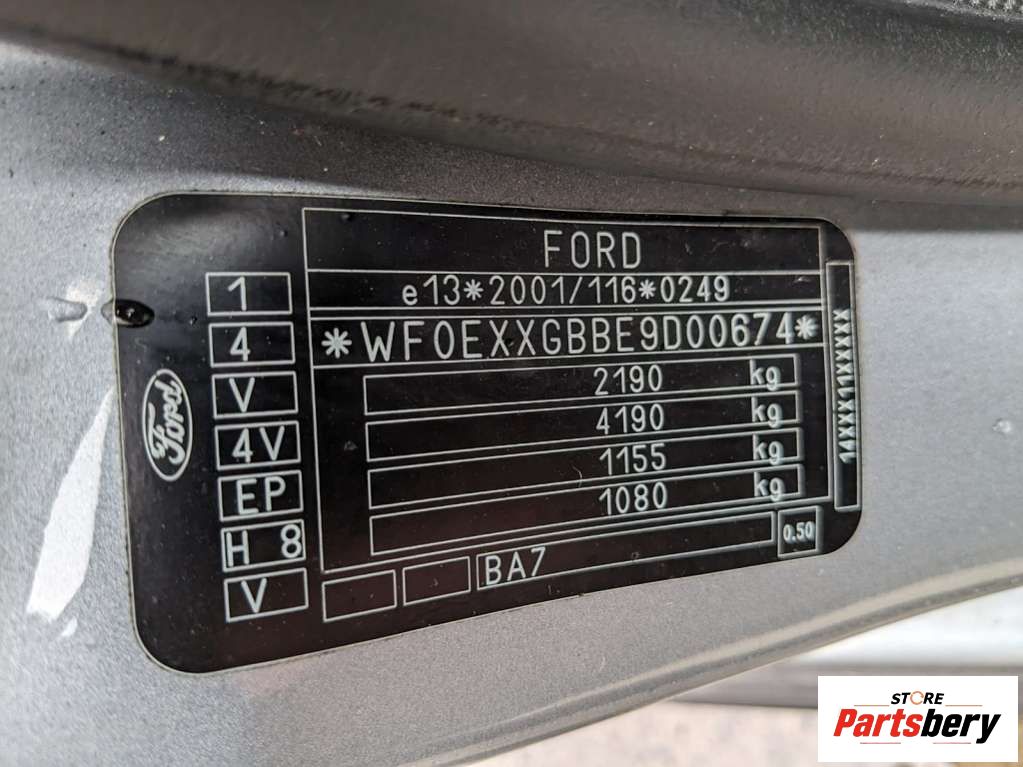 FORD
e13*2001/116*0249
*WF0EXXGBBE9D00674*
2190 kg
4190 kg
1155 kg
1080 kg
1
4
V
4V
EP
H 8
V
Ford
BA7
0.50
14XXX11XXXXX
STORE
Partsbery